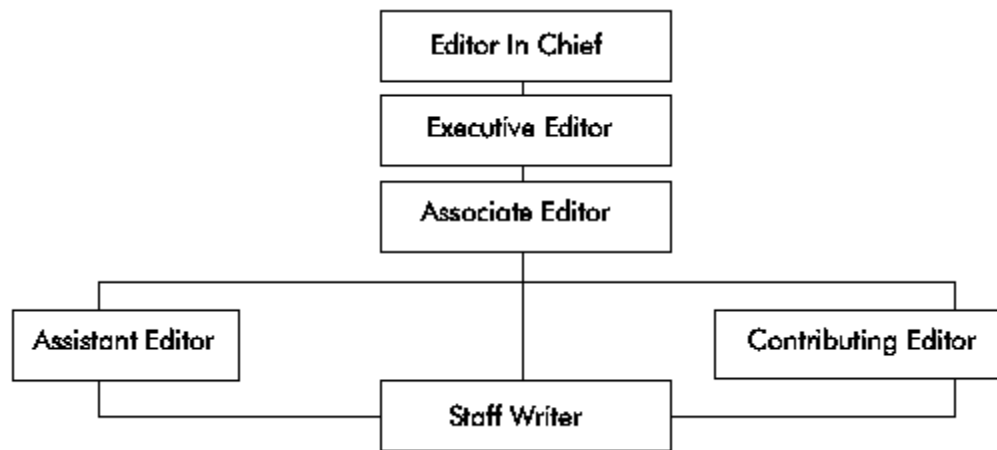 Editor In Chief
Executive Editor
Associate Editor
Assistant Editor
Contributing Editor
Staff Writer